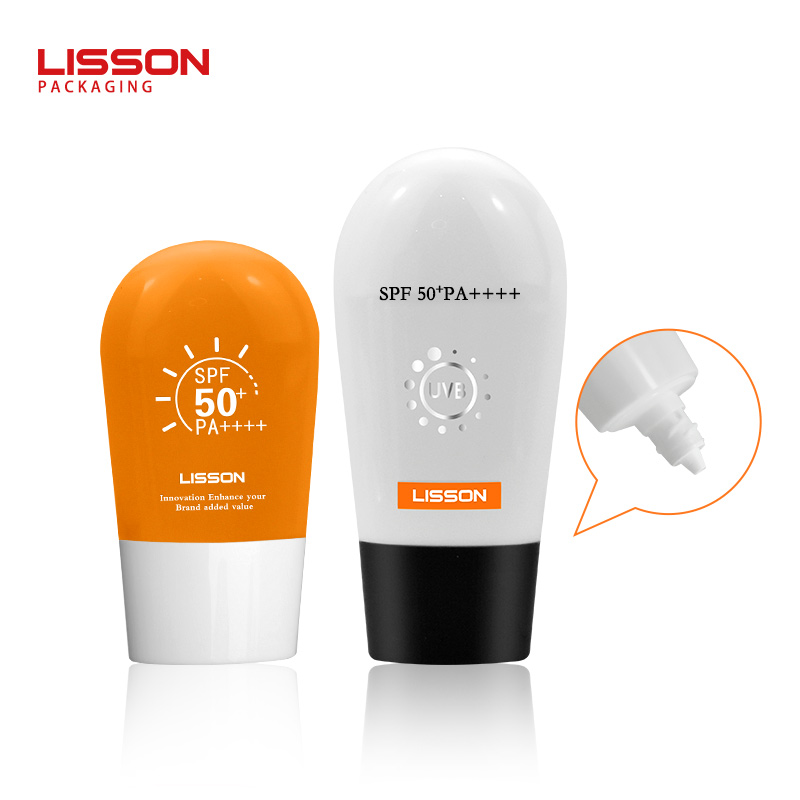 LISSON
PACKAGING
SPF
50+
PA++++
LISSON
Innovation Enhance your
Brand added value
SPF 50⁺PA++++
UVB
LISSON